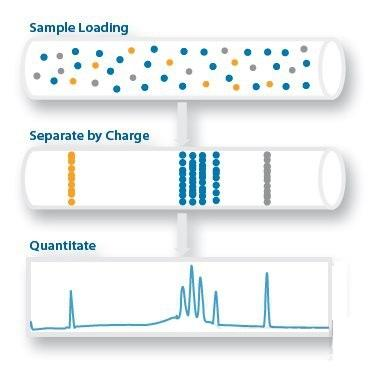 Sample Loading
Separate by Charge
Quantitate